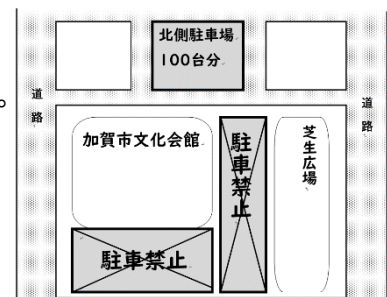 北側駐車場
100台分
道路
道路
加賀市文化会館
駐車禁止
芝生広場
駐車禁止